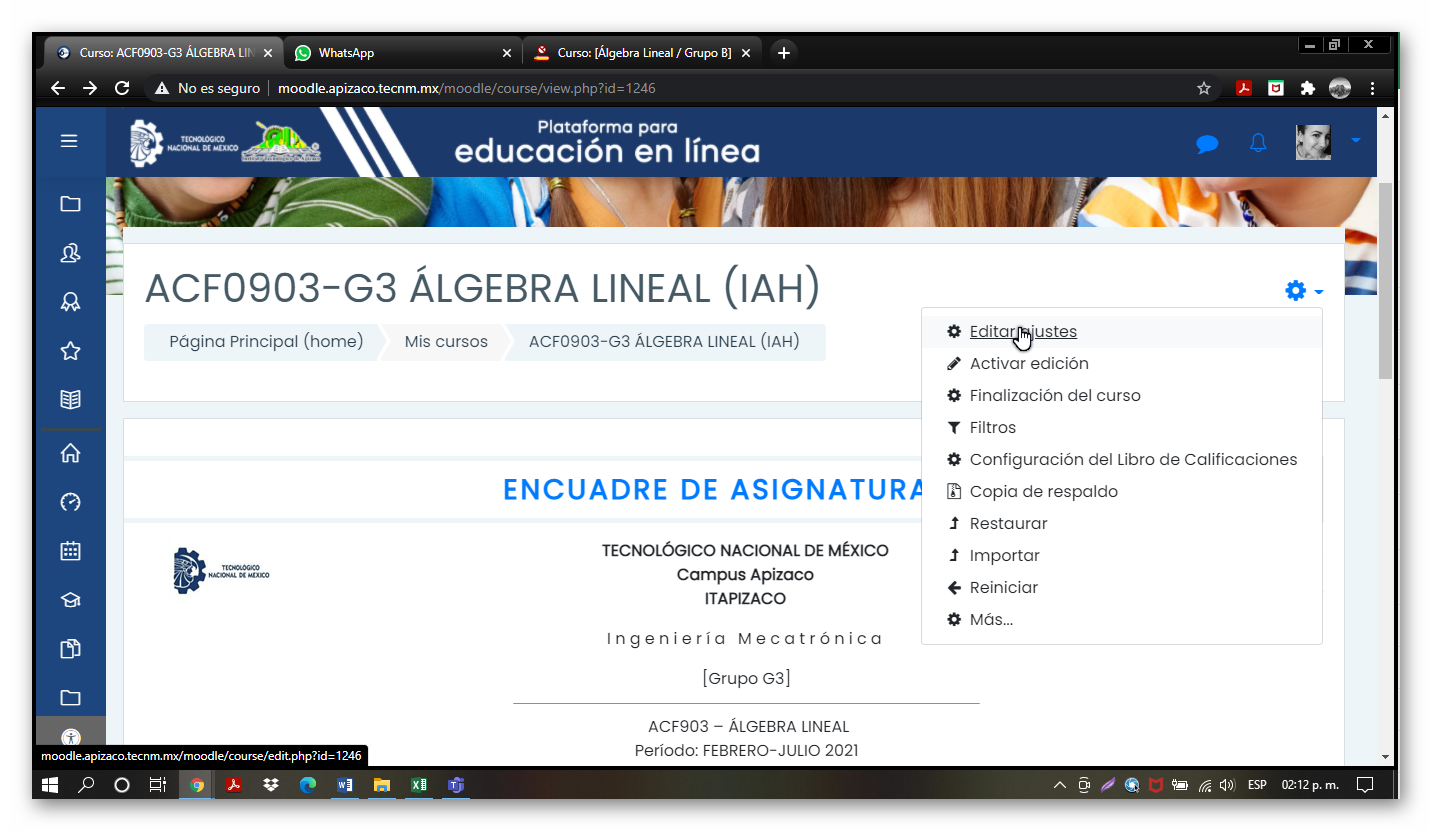 Curso: ACF0903-G3 ÁLGEBRA LIN
WhatsApp
Curso: [Álgebra Lineal / Grupo B]
No es seguro
moodle.apizaco.tecnm.mx/moodle/course/view.php?id=1246
TECNOLÓGICO
NACIONAL DE MÉXICO
Plataforma para
educación en línea
ACF0903-G3 ÁLGEBRA LINEAL (IAH)
Página Principal (home)
Mis cursos
ACF0903-G3 ÁLGEBRA LINEAL (IAH)
Editar ajustes
Activar edición
Finalización del curso
Filtros
Configuración del Libro de Calificaciones
Copia de respaldo
Restaurar
Importar
Reiniciar
Más...
ENCUADRE DE ASIGNATURA
TECNOLÓGICO
NACIONAL DE MÉXICO
TECNOLÓGICO NACIONAL DE MÉXICO
Campus Apizaco
ITAPIZACO
Ingeniería Mecatrónica
[Grupo G3]
ACF903 – ÁLGEBRA LINEAL
Período: FEBRERO-JULIO 2021
moodle.apizaco.tecnm.mx/moodle/course/edit.php?id=1246
ESP
02:12 p. m.